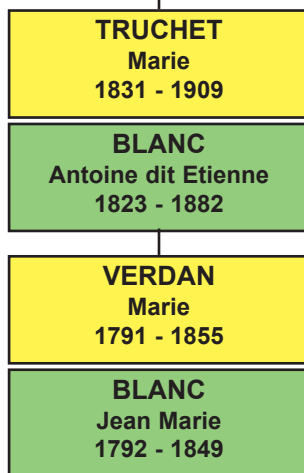 TRUCHET
Marie
1831 - 1909
BLANC
Antoine dit Etienne
1823 - 1882
VERDAN
Marie
1791 - 1855
BLANC
Jean Marie
1792 - 1849